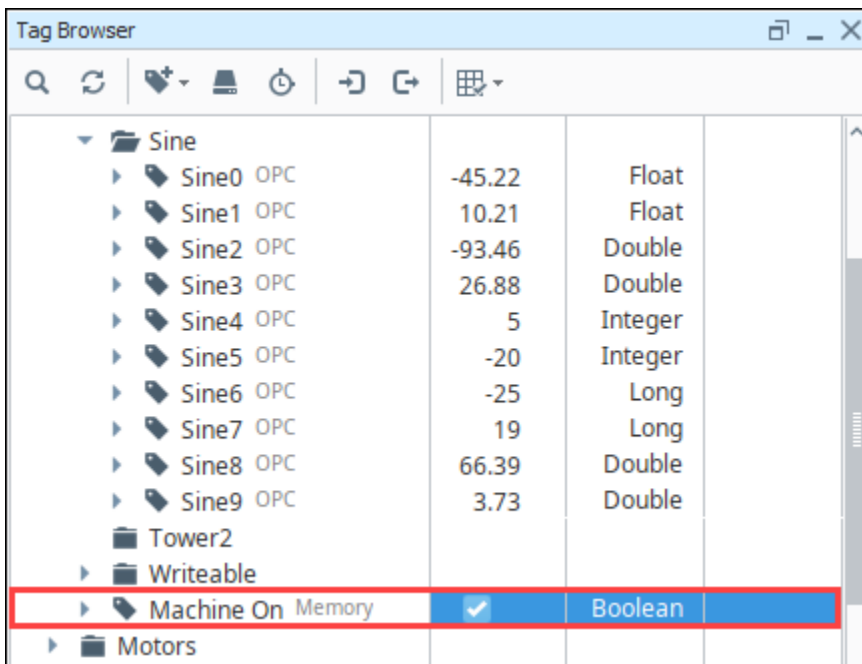 Tag Browser
Sine
Sine0 OPC -45.22 Float
Sine1 OPC 10.21 Float
Sine2 OPC -93.46 Double
Sine3 OPC 26.88 Double
Sine4 OPC 5 Integer
Sine5 OPC -20 Integer
Sine6 OPC -25 Long
Sine7 OPC 19 Long
Sine8 OPC 66.39 Double
Sine9 OPC 3.73 Double
Tower2
Writeable
Machine On Memory Boolean
Motors